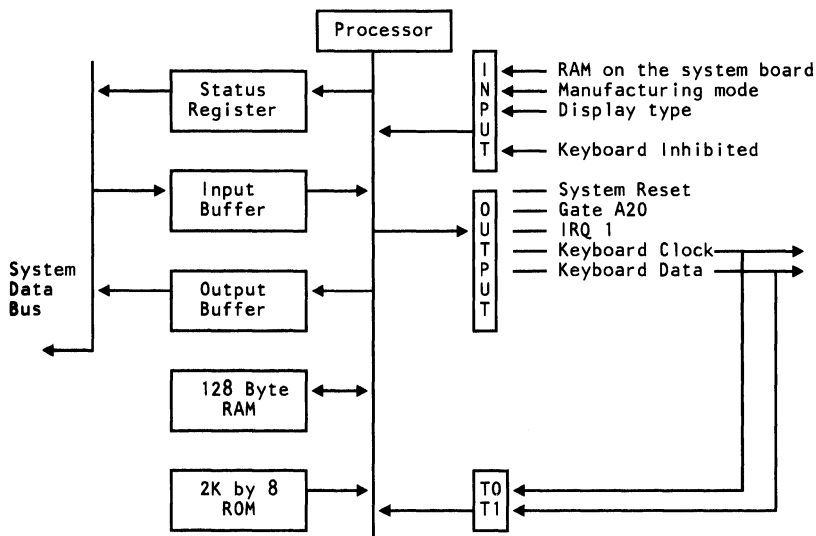 Processor
Status
Register
Input
Buffer
System
Data
Bus
Output
Buffer
128 Byte
RAM
2K by 8
ROM
INPUT
RAM on the system board
Manufacturing mode
Display type
Keyboard Inhibited
OUTPUT
System Reset
Gate A20
IRQ 1
Keyboard Clock
Keyboard Data
T0
T1